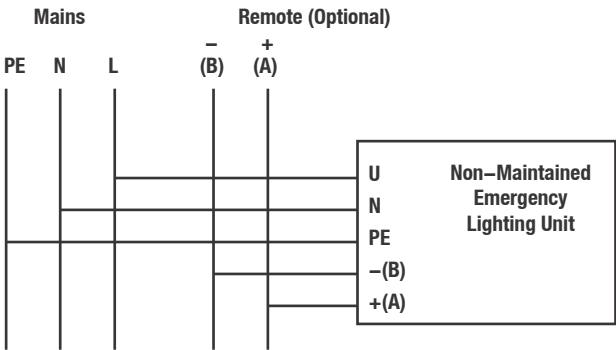 Mains Remote (Optional)
– +
PE N L (B) (A)
U
N
PE
–(B)
+(A)
Non–Maintained
Emergency
Lighting Unit